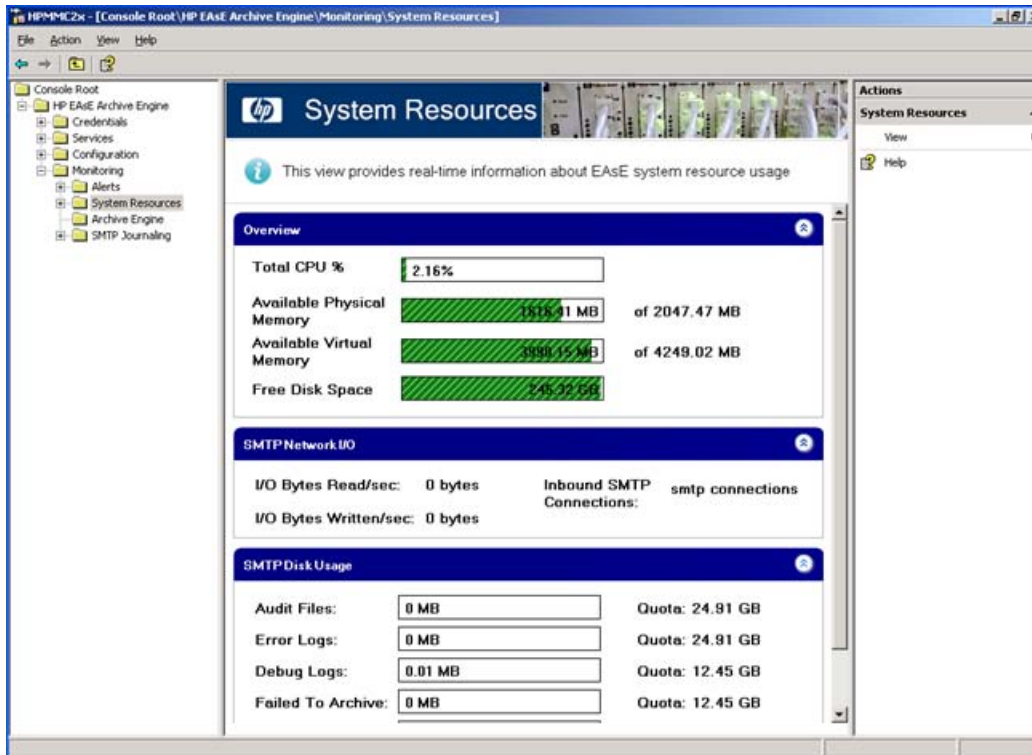 HPMMC2x - [Console Root\HP EAsE Archive Engine\Monitoring\System Resources]
File Action View Help
Console Root
HP EAsE Archive Engine
Credentials
Services
Configuration
Monitoring
Alerts
System Resources
Archive Engine
SMTP Journaling
hp System Resources
This view provides real-time information about EAsE system resource usage
Overview
Total CPU % 2.16%
Available Physical Memory MB of 2047.47 MB
Available Virtual Memory MB of 4249.02 MB
Free Disk Space 245.32 GB
SMTP Network I/O
I/O Bytes Read/sec: 0 bytes
I/O Bytes Written/sec: 0 bytes
Inbound SMTP Connections: smtp connections
SMTP Disk Usage
Audit Files: 0 MB Quota: 24.91 GB
Error Logs: 0 MB Quota: 24.91 GB
Debug Logs: 0.01 MB Quota: 12.45 GB
Failed To Archive: 0 MB Quota: 12.45 GB
Actions
System Resources
View
Help